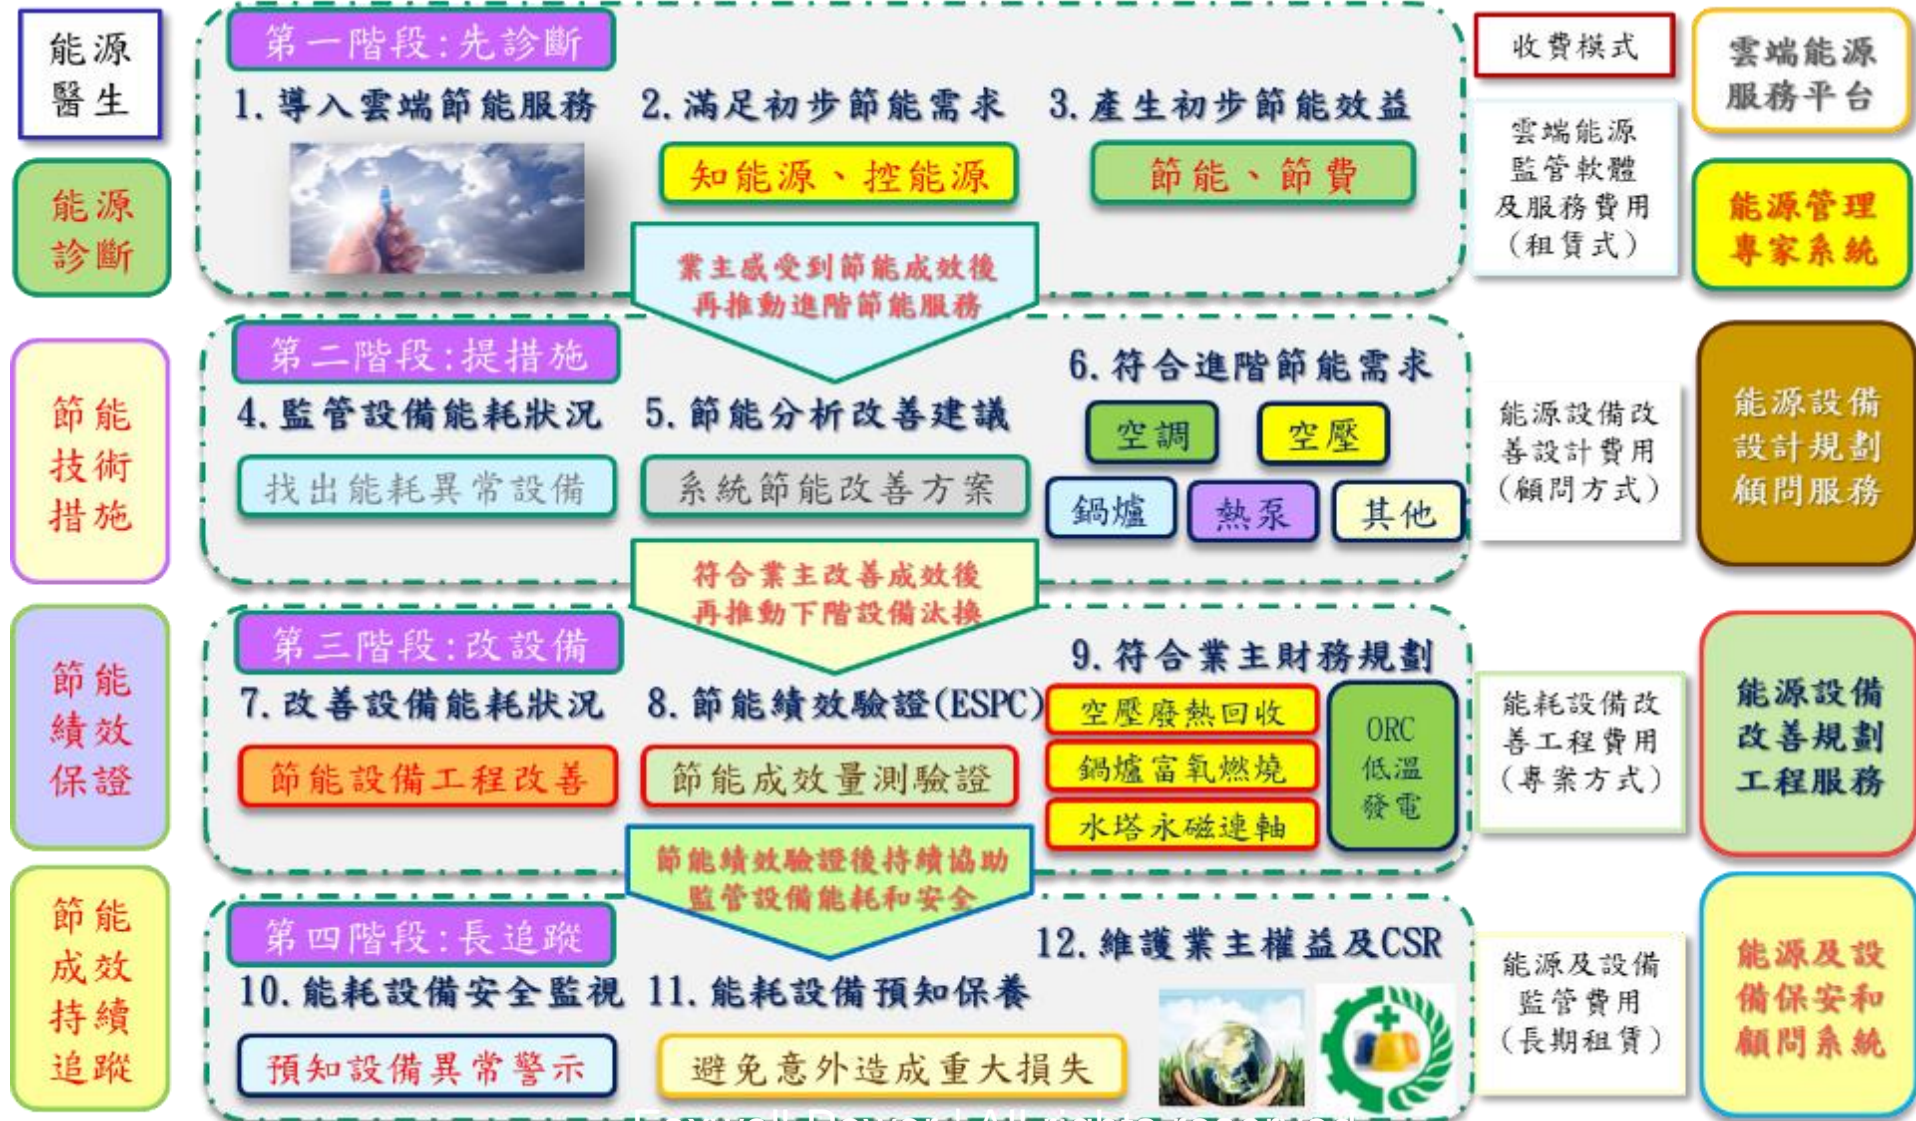 能源
醫生
第一階段:先診斷
收費模式
雲端能源
服務平台
1.導入雲端節能服務
2.滿足初步節能需求
3.產生初步節能效益
知能源、控能源
節能、節費
雲端能源
監管軟體
及服務費用
(租賃式)
能源
診斷
能源管理
專家系統
業主感受到節能成效後
再推動進階節能服務
第二階段:提措施
節能
技術
措施
4.監管設備能耗狀況
5.節能分析改善建議
6.符合進階節能需求
找出能耗異常設備
系統節能改善方案
空調
空壓
鍋爐
熱泵
其他
能源設備改
善設計費用
(顧問方式)
能源設備
設計規劃
顧問服務
符合業主改善成效後
再推動下階設備汰換
第三階段:改設備
節能
績效
保證
7.改善設備能耗狀況
8.節能績效驗證(ESPC)
9.符合業主財務規劃
節能設備工程改善
節能成效量測驗證
空壓廢熱回收
鍋爐富氧燃燒
水塔永磁連軸
ORC
低溫
發電
能耗設備改
善工程費用
(專案方式)
能源設備
改善規劃
工程服務
節能績效驗證後持續協助
監管設備能耗和安全
第四階段:長追蹤
節能
成效
持續
追蹤
10.能耗設備安全監視
11.能耗設備預知保養
12.維護業主權益及CSR
預知設備異常警示
避免意外造成重大損失
能源及設備
監管費用
(長期租賃)
能源及設
備保安和
顧問系統